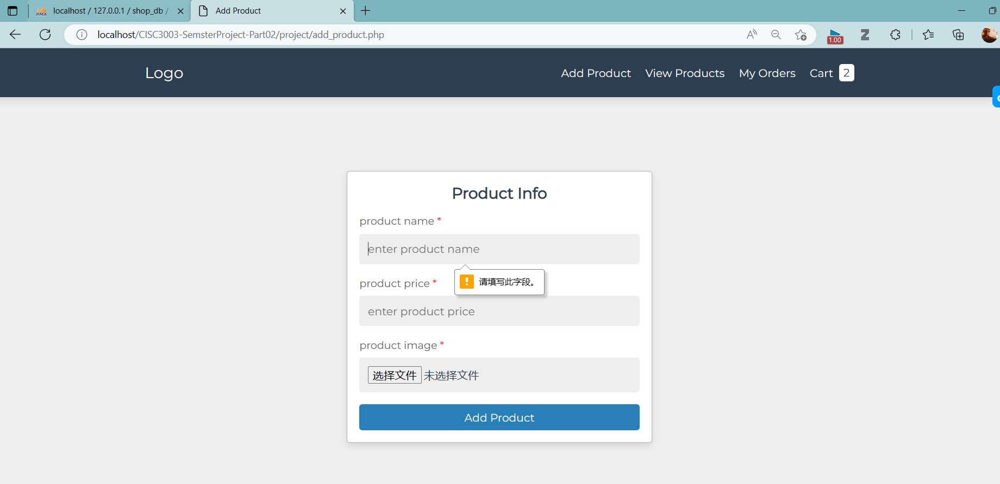 localhost / 127.0.0.1 / shop_db /
Add Product
localhost/CISC3003-SemsterProject-Part02/project/add_product.php
1.00
Logo
Add Product
View Products
My Orders
Cart 2
Product Info
product name *
enter product name
请填写此字段。
product price *
enter product price
product image *
选择文件 未选择文件
Add Product